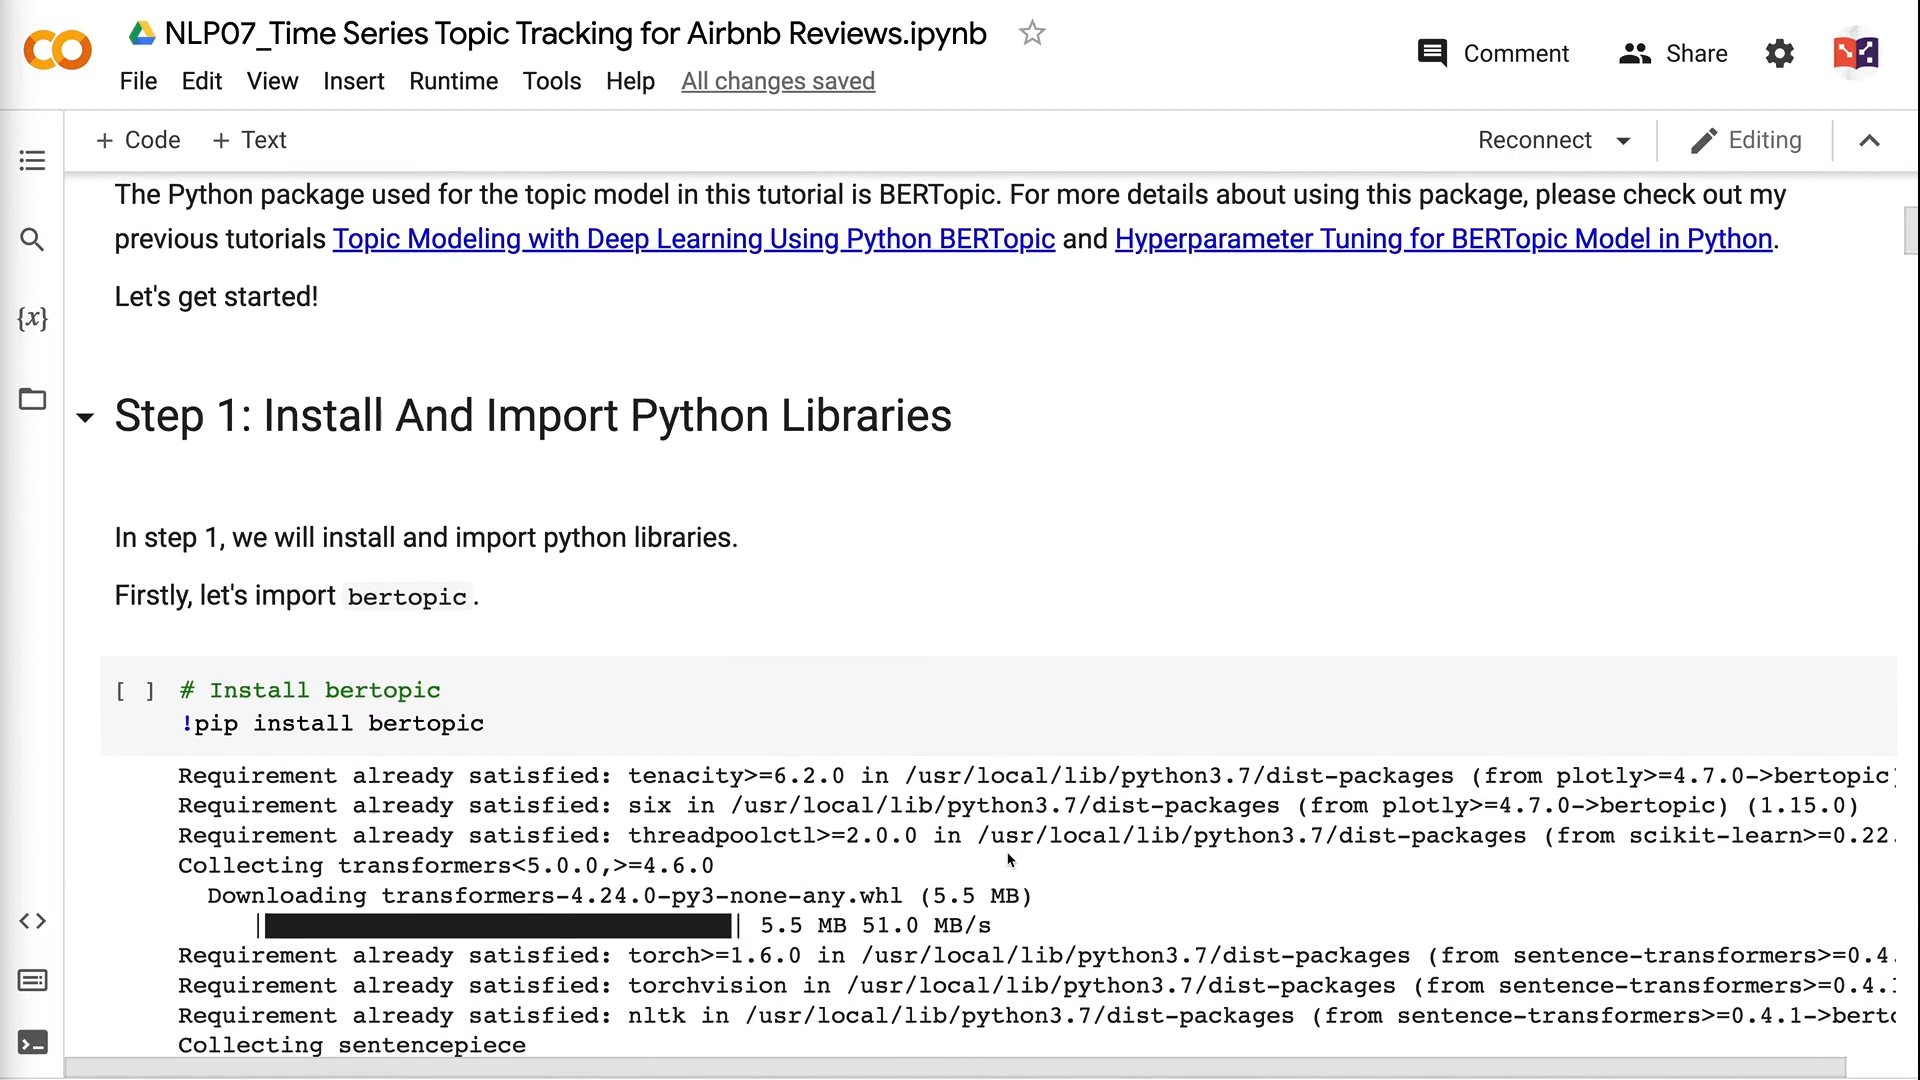 NLP07_Time Series Topic Tracking for Airbnb Reviews.ipynb
Comment
Share
File Edit View Insert Runtime Tools Help All changes saved
+ Code + Text
Reconnect
Editing
The Python package used for the topic model in this tutorial is BERTopic. For more details about using this package, please check out my
previous tutorials Topic Modeling with Deep Learning Using Python BERTopic and Hyperparameter Tuning for BERTopic Model in Python.
Let's get started!
{x}
Step 1: Install And Import Python Libraries
In step 1, we will install and import python libraries.
Firstly, let's import bertopic.
[ ] # Install bertopic
!pip install bertopic
Requirement already satisfied: tenacity>=6.2.0 in /usr/local/lib/python3.7/dist-packages (from plotly>=4.7.0->bertopic)
Requirement already satisfied: six in /usr/local/lib/python3.7/dist-packages (from plotly>=4.7.0->bertopic) (1.15.0)
Requirement already satisfied: threadpoolctl>=2.0.0 in /usr/local/lib/python3.7/dist-packages (from scikit-learn>=0.22.
Collecting transformers<5.0.0,>=4.6.0
Downloading transformers-4.24.0-py3-none-any.whl (5.5 MB)
| | 5.5 MB 51.0 MB/s
Requirement already satisfied: torch>=1.6.0 in /usr/local/lib/python3.7/dist-packages (from sentence-transformers>=0.4.
Requirement already satisfied: torchvision in /usr/local/lib/python3.7/dist-packages (from sentence-transformers>=0.4.1
Requirement already satisfied: nltk in /usr/local/lib/python3.7/dist-packages (from sentence-transformers>=0.4.1->berto
Collecting sentencepiece